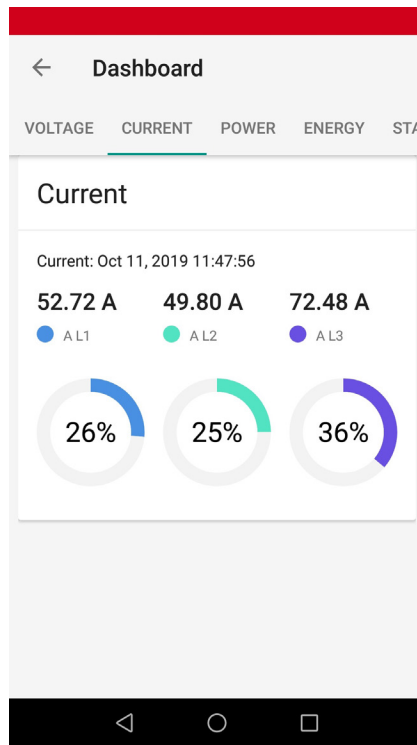 Dashboard
VOLTAGE CURRENT POWER ENERGY STA
Current
Current: Oct 11, 2019 11:47:56
52.72 A 49.80 A 72.48 A
A L1 A L2 A L3
26% 25% 36%